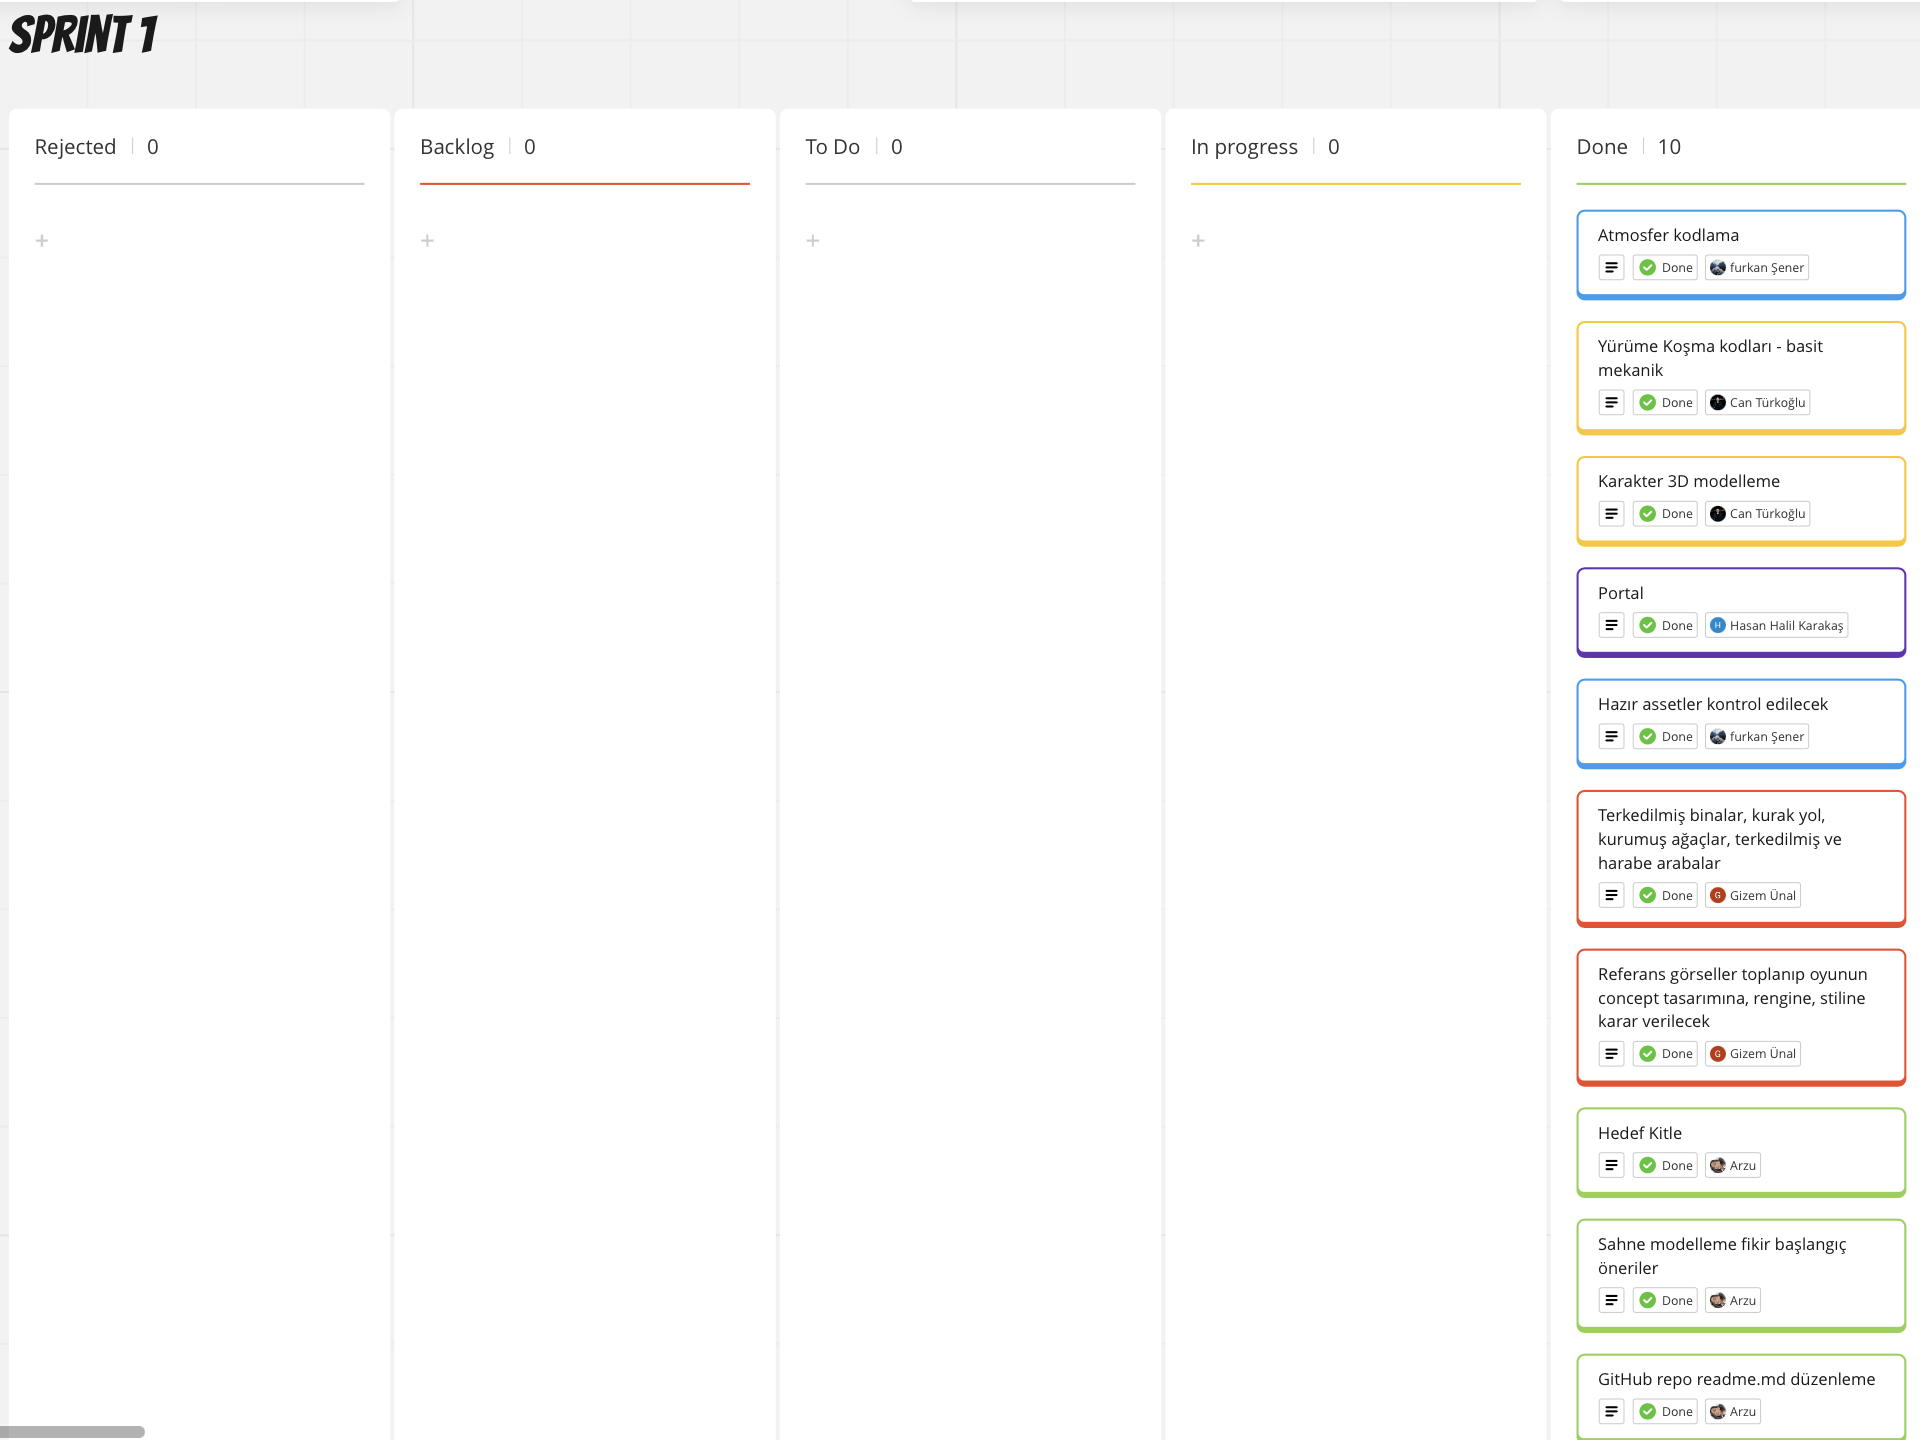 SPRINT 1
Rejected 0
Backlog 0
To Do 0
In progress 0
Done 10
Atmosfer kodlama
Done furkan Şener
Yürüme Koşma kodları - basit
mekanik
Done Can Türkoğlu
Karakter 3D modelleme
Done Can Türkoğlu
Portal
Done H Hasan Halil Karakaş
Hazır assetler kontrol edilecek
Done furkan Şener
Terkedilmiş binalar, kurak yol,
kurumuş ağaçlar, terkedilmiş ve
harabe arabalar
Done G Gizem Ünal
Referans görseller toplanıp oyunun
concept tasarımına, rengine, stiline
karar verilecek
Done G Gizem Ünal
Hedef Kitle
Done Arzu
Sahne modelleme fikir başlangıç
öneriler
Done Arzu
GitHub repo readme.md düzenleme
Done Arzu